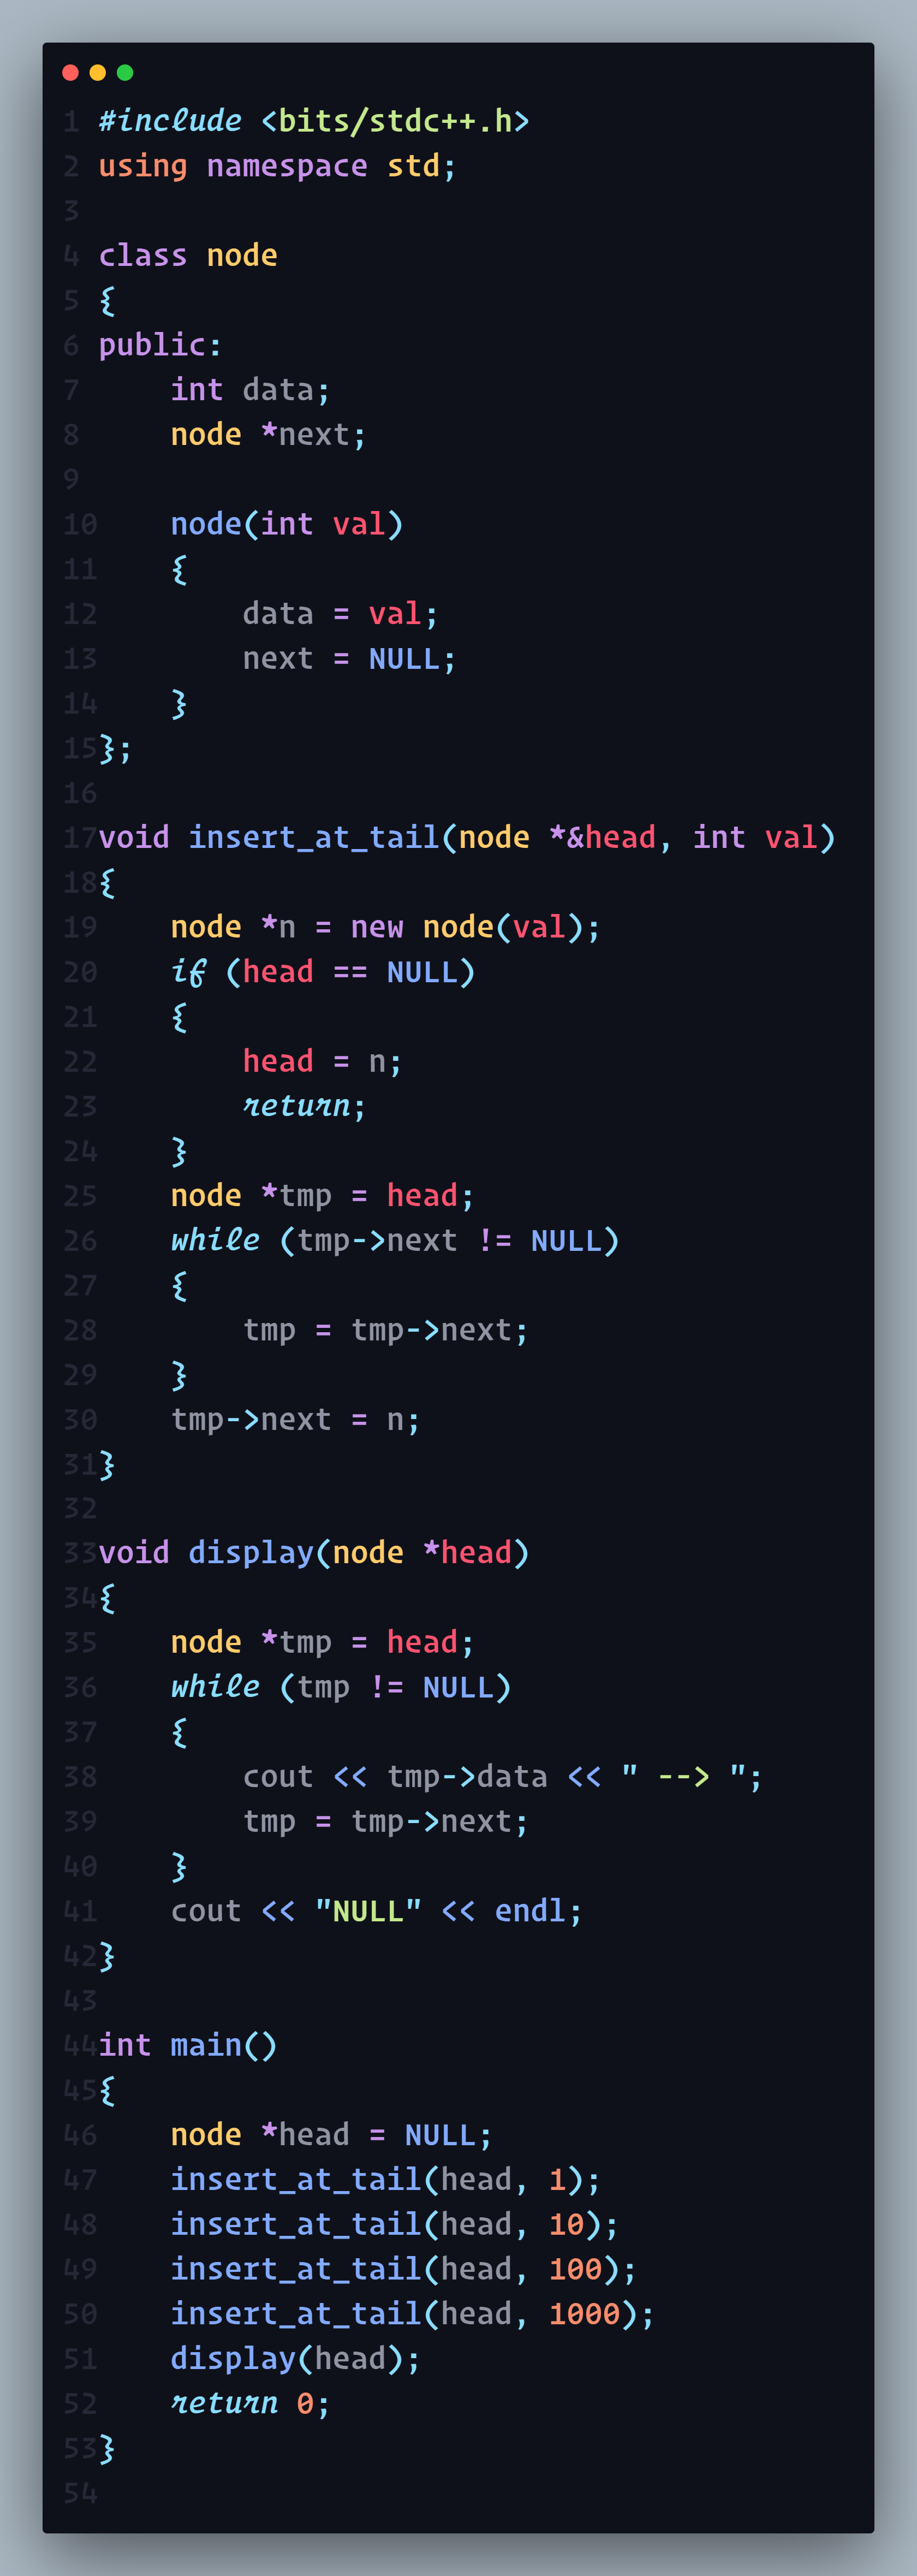 1 #include <bits/stdc++.h>
2 using namespace std;
3
4 class node
5 {
6 public:
7     int data;
8     node *next;
9
10    node(int val)
11    {
12        data = val;
13        next = NULL;
14    }
15};
16
17void insert_at_tail(node *&head, int val)
18{
19    node *n = new node(val);
20    if (head == NULL)
21    {
22        head = n;
23        return;
24    }
25    node *tmp = head;
26    while (tmp->next != NULL)
27    {
28        tmp = tmp->next;
29    }
30    tmp->next = n;
31}
32
33void display(node *head)
34{
35    node *tmp = head;
36    while (tmp != NULL)
37    {
38        cout << tmp->data << " --> ";
39        tmp = tmp->next;
40    }
41    cout << "NULL" << endl;
42}
43
44int main()
45{
46    node *head = NULL;
47    insert_at_tail(head, 1);
48    insert_at_tail(head, 10);
49    insert_at_tail(head, 100);
50    insert_at_tail(head, 1000);
51    display(head);
52    return 0;
53}
54